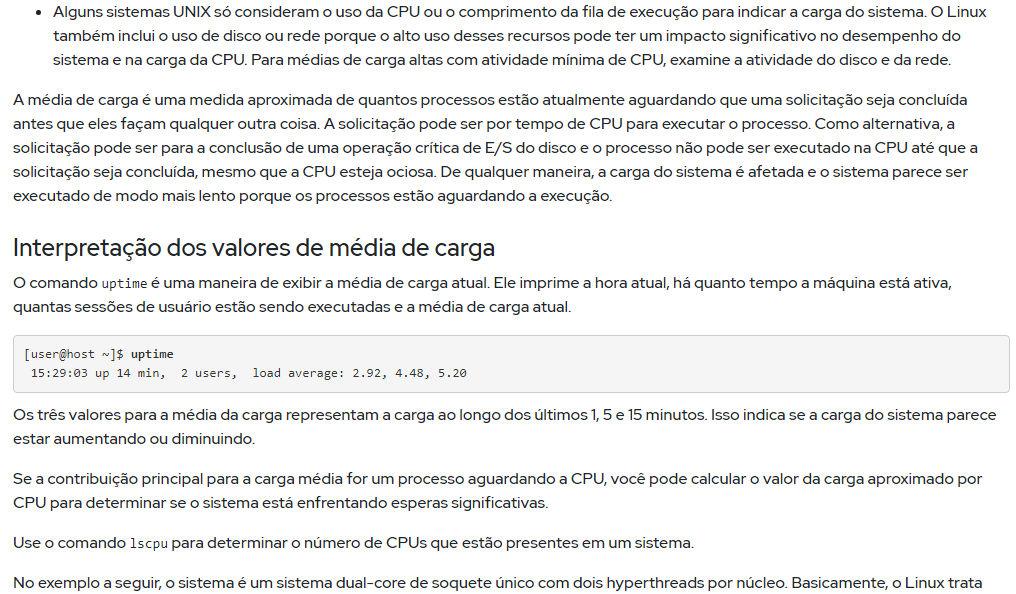 • Alguns sistemas UNIX só consideram o uso da CPU ou o comprimento da fila de execução para indicar a carga do sistema. O Linux
também inclui o uso de disco ou rede porque o alto uso desses recursos pode ter um impacto significativo no desempenho do
sistema e na carga da CPU. Para médias de carga altas com atividade mínima de CPU, examine a atividade do disco e da rede.
A média de carga é uma medida aproximada de quantos processos estão atualmente aguardando que uma solicitação seja concluída
antes que eles façam qualquer outra coisa. A solicitação pode ser por tempo de CPU para executar o processo. Como alternativa, a
solicitação pode ser para a conclusão de uma operação crítica de E/S do disco e o processo não pode ser executado na CPU até que a
solicitação seja concluída, mesmo que a CPU esteja ociosa. De qualquer maneira, a carga do sistema é afetada e o sistema parece ser
executado de modo mais lento porque os processos estão aguardando a execução.
Interpretação dos valores de média de carga
O comando uptime é uma maneira de exibir a média de carga atual. Ele imprime a hora atual, há quanto tempo a máquina está ativa,
quantas sessões de usuário estão sendo executadas e a média de carga atual.
[user@host ~]$ uptime
15:29:03 up 14 min,  2 users,  load average: 2.92, 4.48, 5.20
Os três valores para a média da carga representam a carga ao longo dos últimos 1, 5 e 15 minutos. Isso indica se a carga do sistema parece
estar aumentando ou diminuindo.
Se a contribuição principal para a carga média for um processo aguardando a CPU, você pode calcular o valor da carga aproximado por
CPU para determinar se o sistema está enfrentando esperas significativas.
Use o comando lscpu para determinar o número de CPUs que estão presentes em um sistema.
No exemplo a seguir, o sistema é um sistema dual-core de soquete único com dois hyperthreads por núcleo. Basicamente, o Linux trata